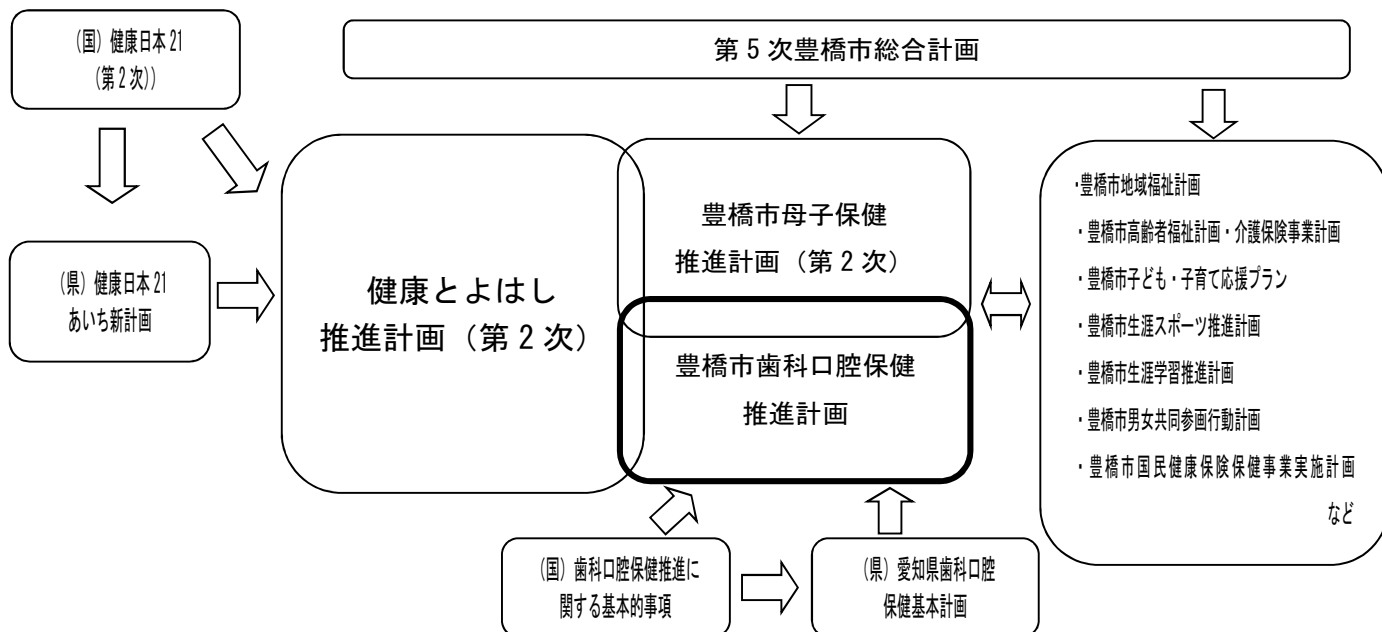 (国) 健康日本 21
(第２次))
第５次豊橋市総合計画
(県) 健康日本 21
あいち新計画
健康とよはし
推進計画（第２次）
豊橋市母子保健
推進計画（第２次）
豊橋市歯科口腔保健
推進計画
・豊橋市地域福祉計画
・豊橋市高齢者福祉計画・介護保険事業計画
・豊橋市子ども・子育て応援プラン
・豊橋市生涯スポーツ推進計画
・豊橋市生涯学習推進計画
・豊橋市男女共同参画行動計画
・豊橋市国民健康保険保健事業実施計画
など
(国) 歯科口腔保健推進に
関する基本的事項
(県) 愛知県歯科口腔
保健基本計画